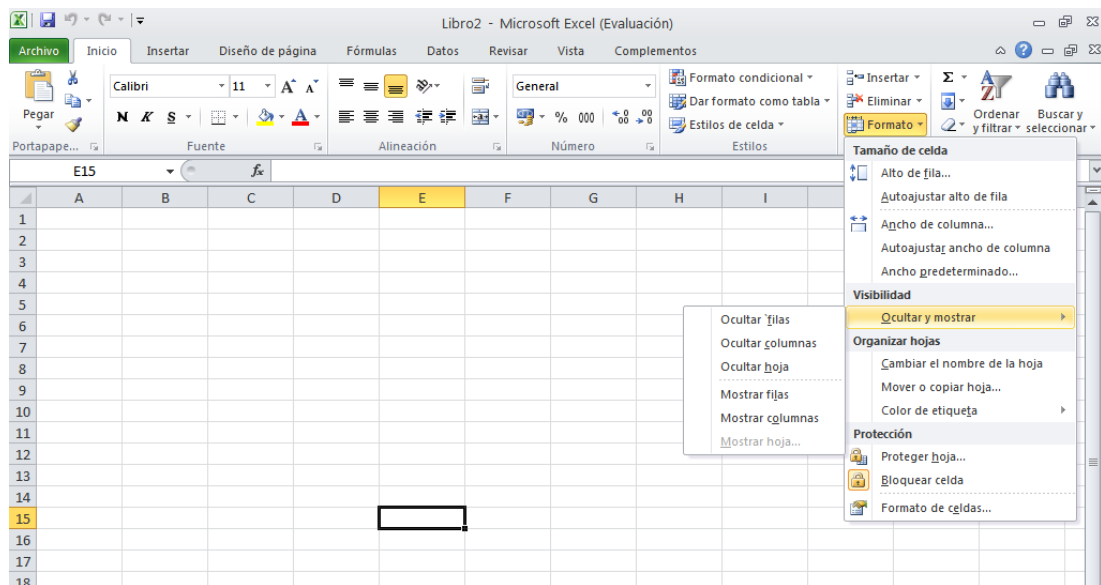 Libro2 - Microsoft Excel (Evaluación)
Archivo Inicio Insertar Diseño de página Fórmulas Datos Revisar Vista Complementos
Pegar
Calibri 11 A A
N K S A
General
% 000
Formato condicional
Dar formato como tabla
Estilos de celda
Insertar
Eliminar
Formato
Σ
Ordenar y filtrar
Buscar y seleccionar
Portapape... Fuente Alineación Número Estilos
E15 fx
A B C D E F G H I
1
2
3
4
5
6
7
8
9
10
11
12
13
14
15
16
17
18
Tamaño de celda
Alto de fila...
Autoajustar alto de fila
Ancho de columna...
Autoajustar ancho de columna
Ancho predeterminado...
Visibilidad
Ocultar y mostrar
Ocultar `filas
Ocultar columnas
Ocultar hoja
Mostrar filas
Mostrar columnas
Mostrar hoja...
Organizar hojas
Cambiar el nombre de la hoja
Mover o copiar hoja...
Color de etiqueta
Protección
Proteger hoja...
Bloquear celda
Formato de celdas...